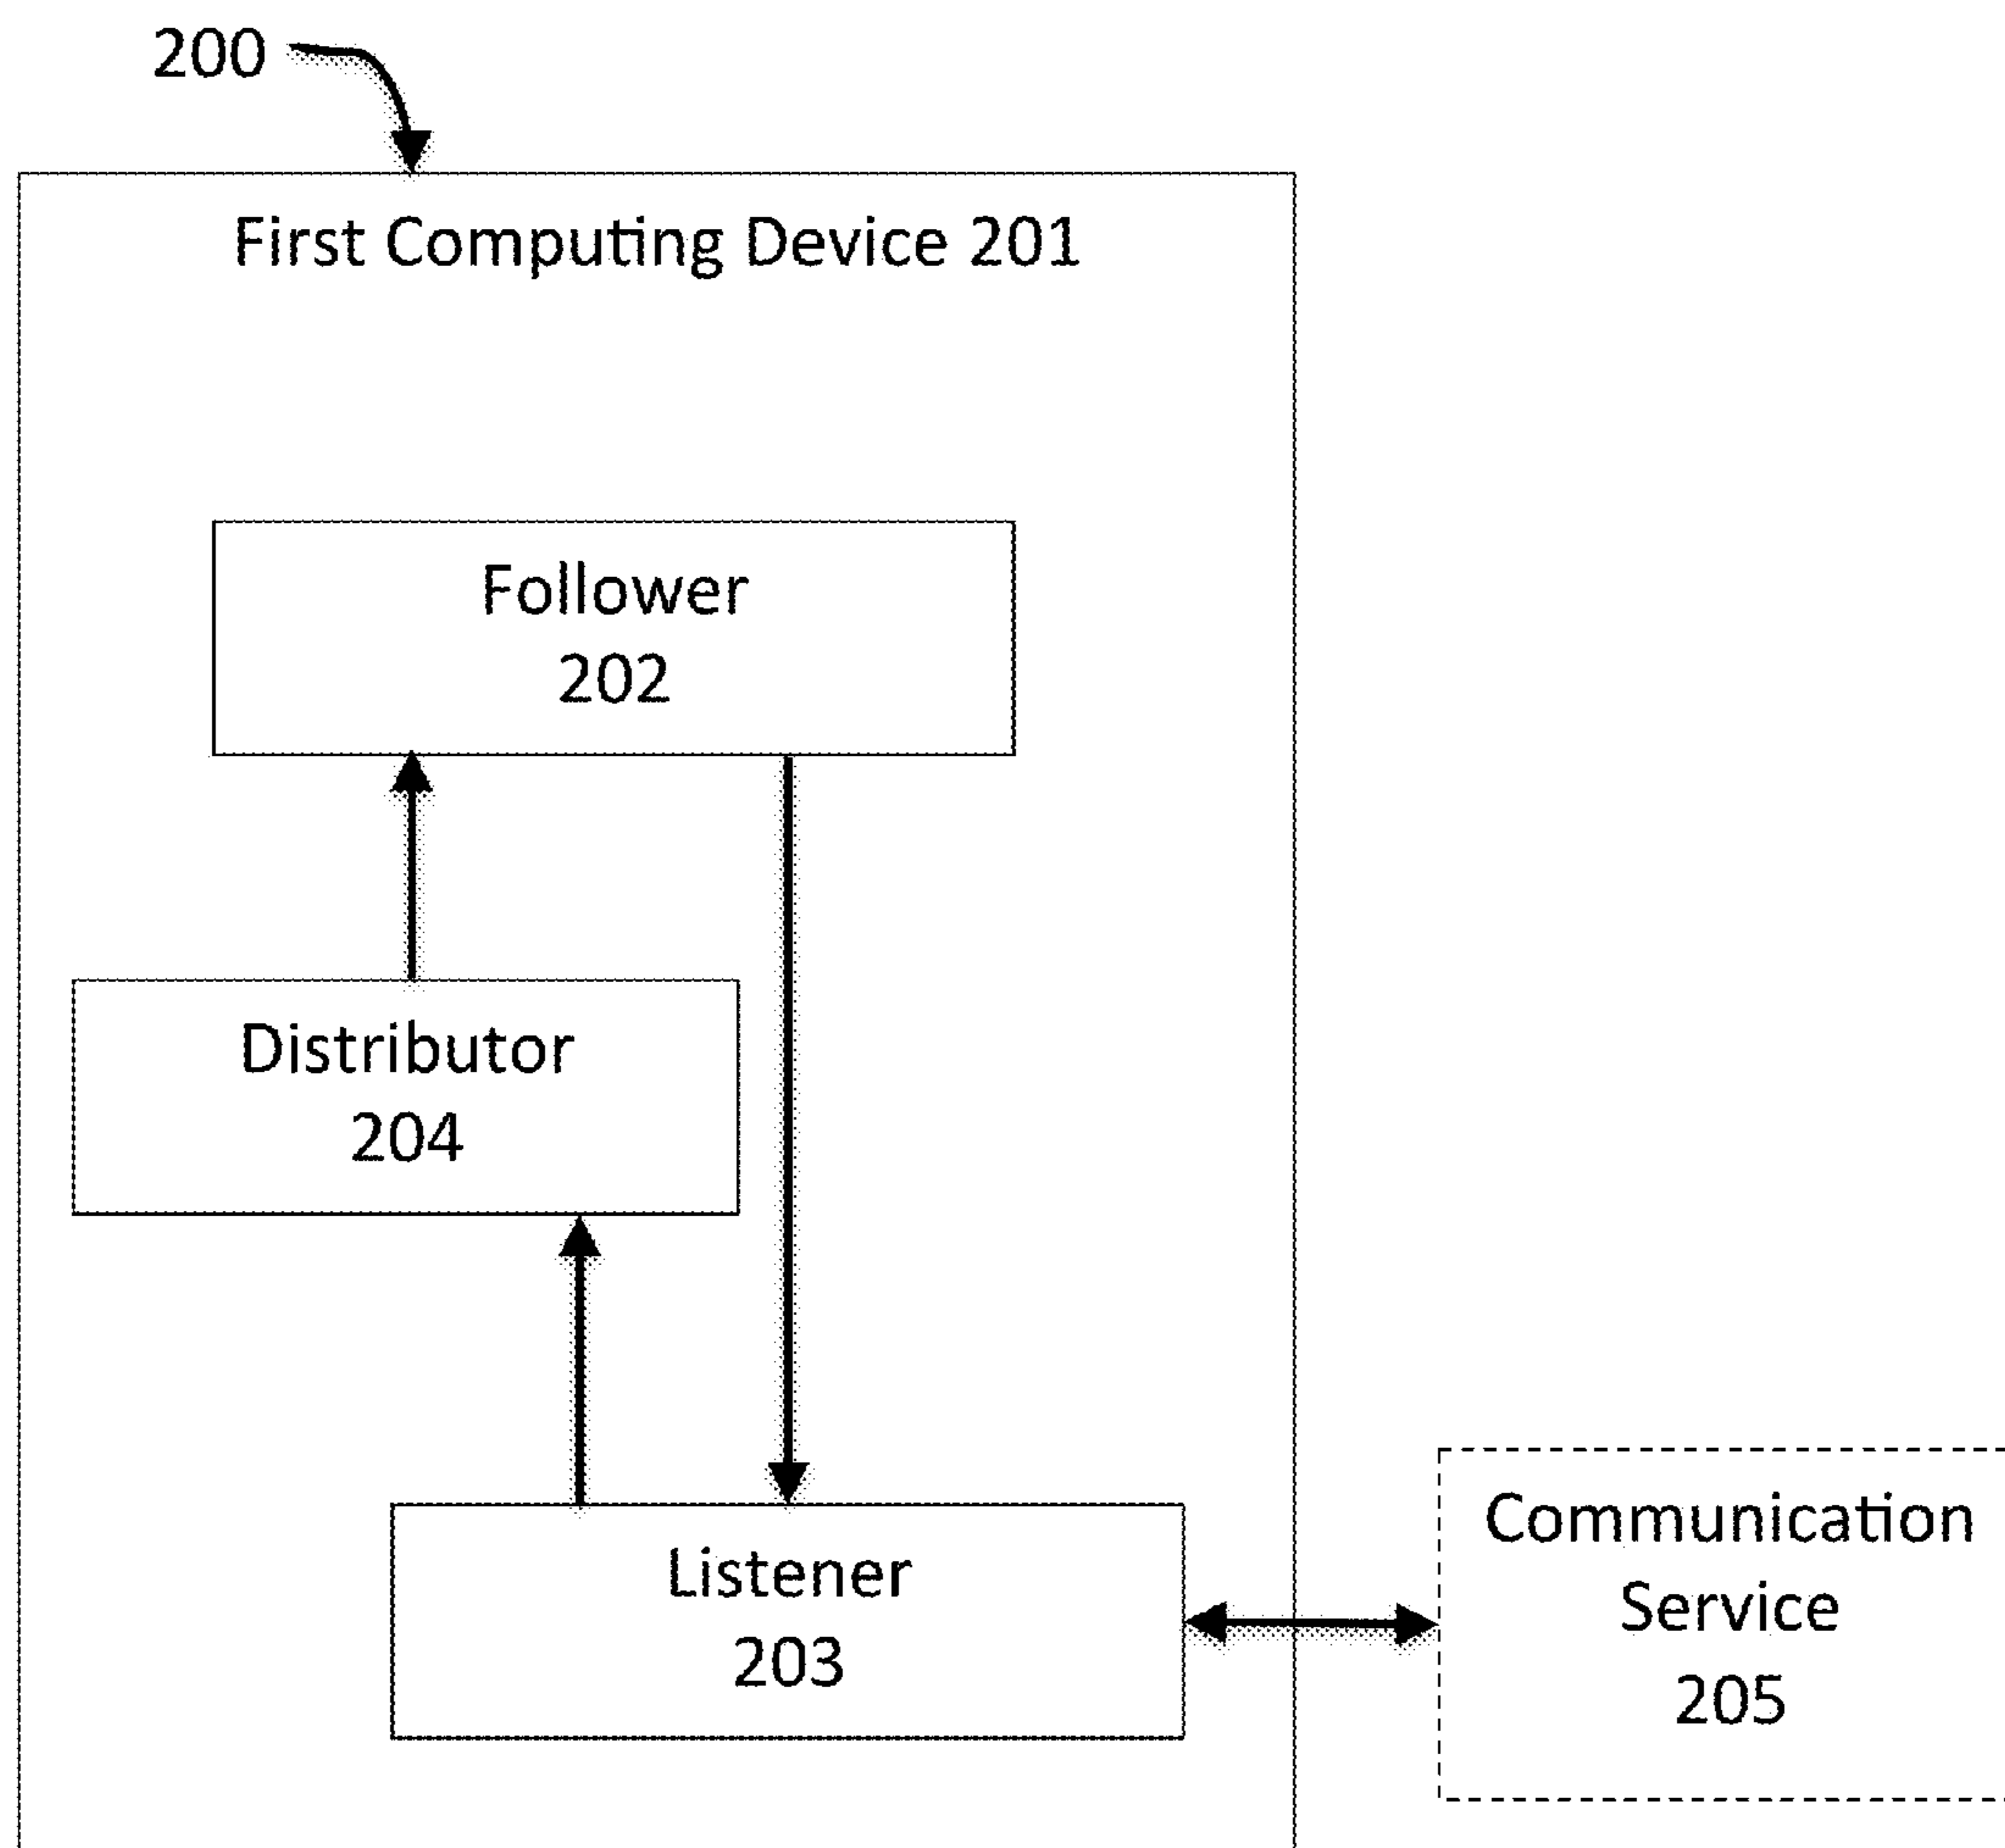 200
First Computing Device 201
Follower
202
Distributor
204
Listener
203
Communication
Service
205